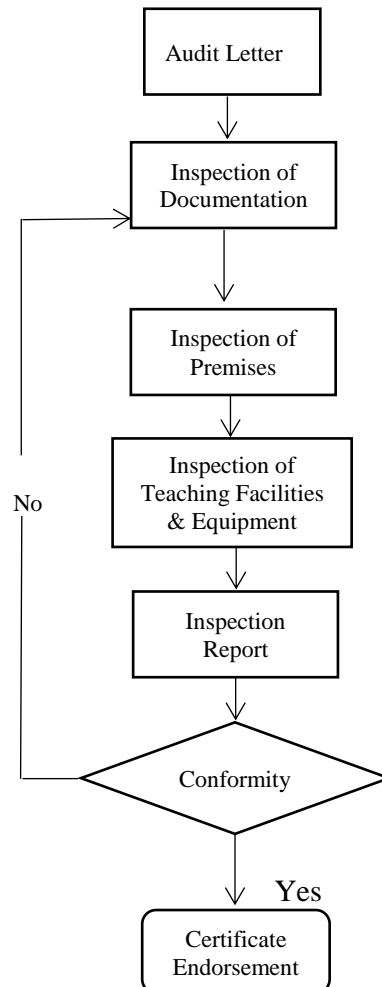 Audit Letter
Inspection of
Documentation
Inspection of
Premises
Inspection of
Teaching Facilities
& Equipment
No
Inspection
Report
Conformity
Yes
Certificate
Endorsement